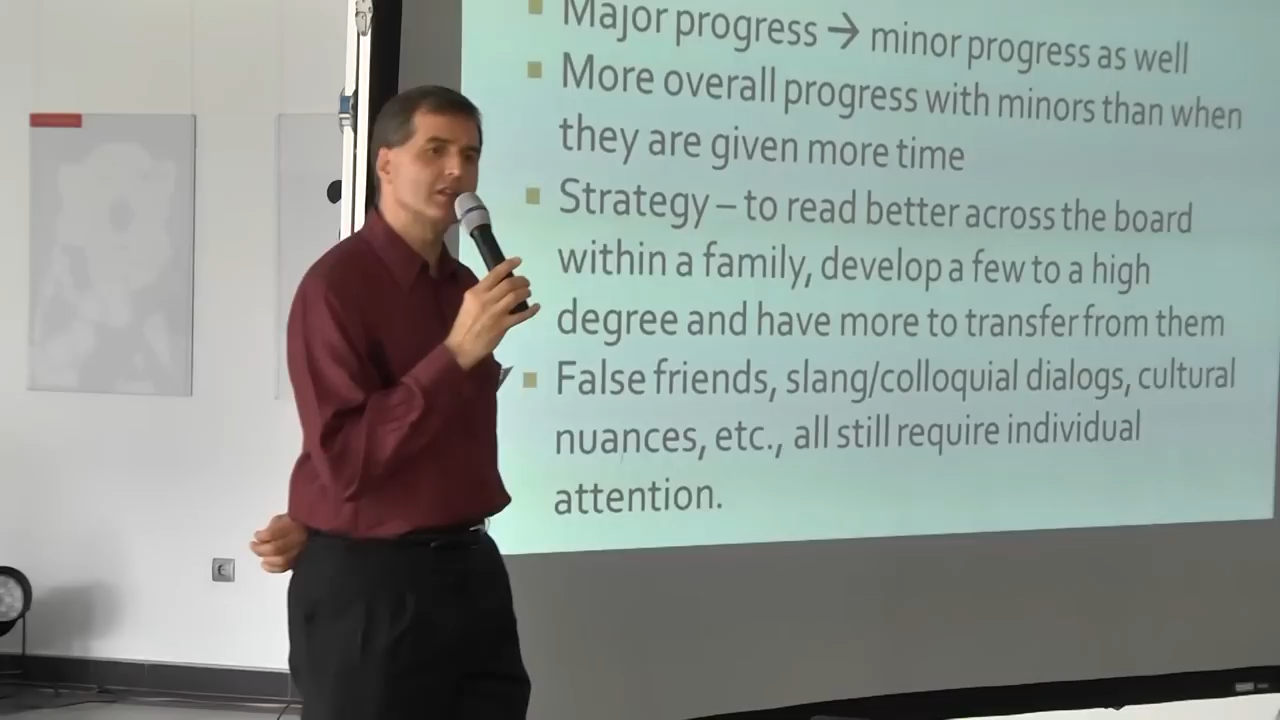 Major progress → minor progress as well
More overall progress with minors than when
they are given more time
Strategy – to read better across the board
within a family, develop a few to a high
degree and have more to transfer from them
False friends, slang/colloquial dialogs, cultural
nuances, etc., all still require individual
attention.